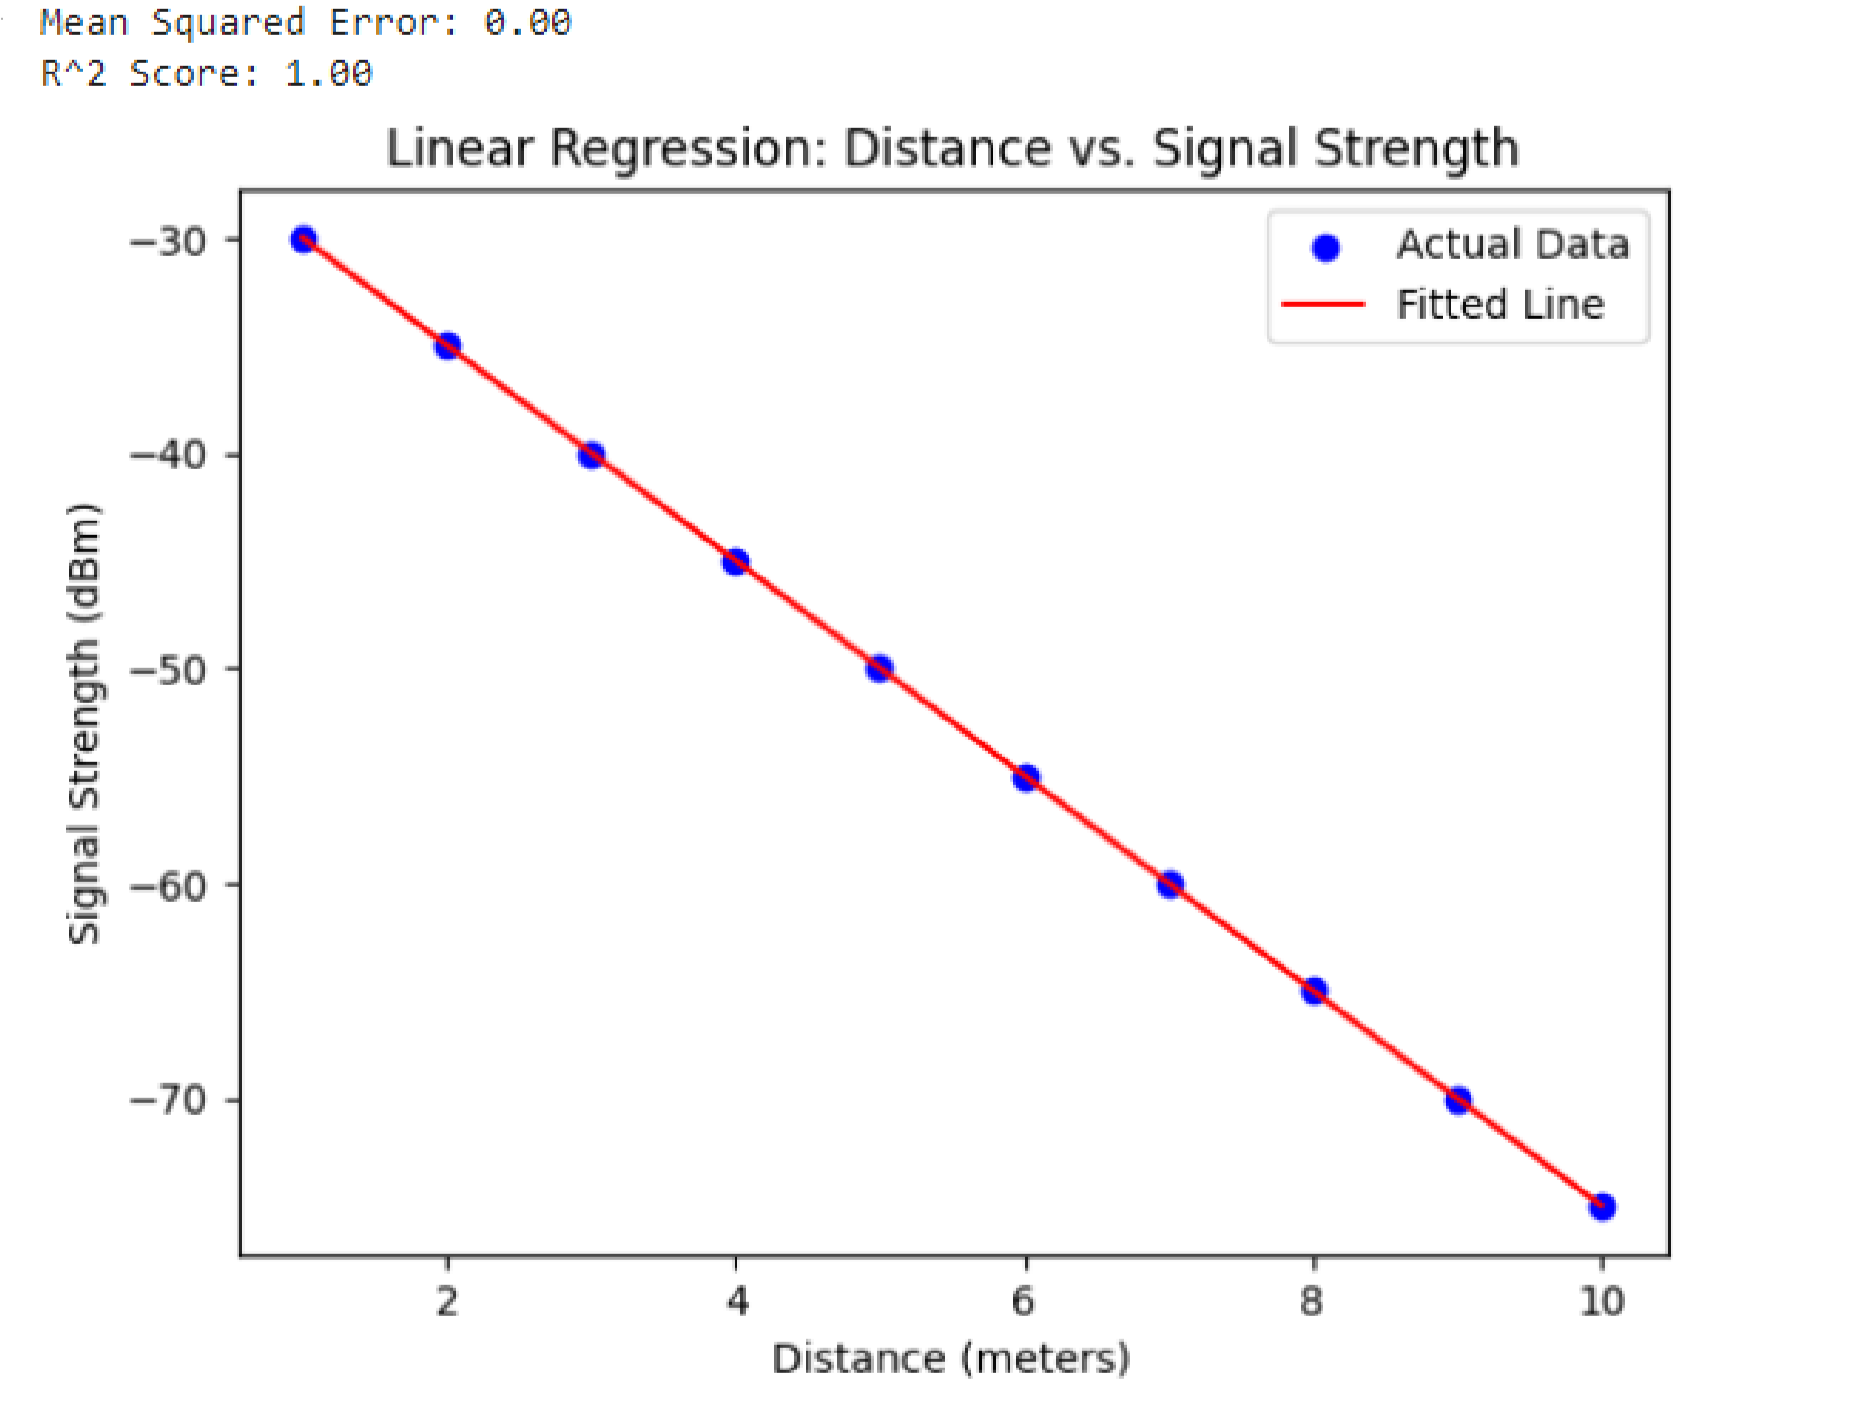 Mean Squared Error: 0.00
R^2 Score: 1.00
Linear Regression: Distance vs. Signal Strength
Actual Data
Fitted Line
Signal Strength (dBm)
−30
−40
−50
−60
−70
2 4 6 8 10
Distance (meters)